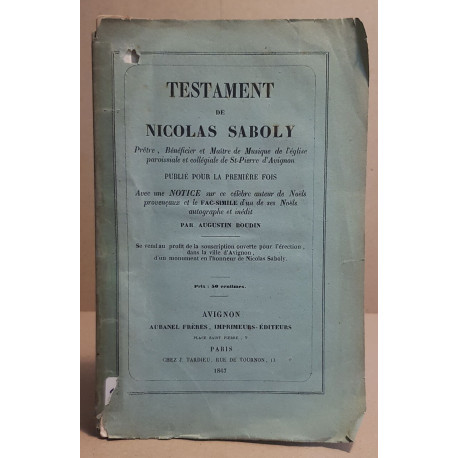 TESTAMENT
DE
NICOLAS SABOLY
Prêtre, Bénéficier et Maître de Musique de l'église
paroissiale et collégiale de St-Pierre d'Avignon
PUBLIÉ POUR LA PREMIÈRE FOIS
Avec une NOTICE sur ce célèbre auteur de Noëls
provençaux et le FAC-SIMILE d'un de ses Noëls
autographe et inédit
PAR AUGUSTIN BOUDIN
Se vend au profit de la souscription ouverte pour l'érection,
dans la ville d'Avignon,
d'un monument en l'honneur de Nicolas Saboly.
Prix : 50 centimes.
AVIGNON
AUBANEL FRÈRES, IMPRIMEURS-ÉDITEURS
PLACE SAINT PIERRE, 9
PARIS
CHEZ J. TARDIEU, RUE DE TOURNON,